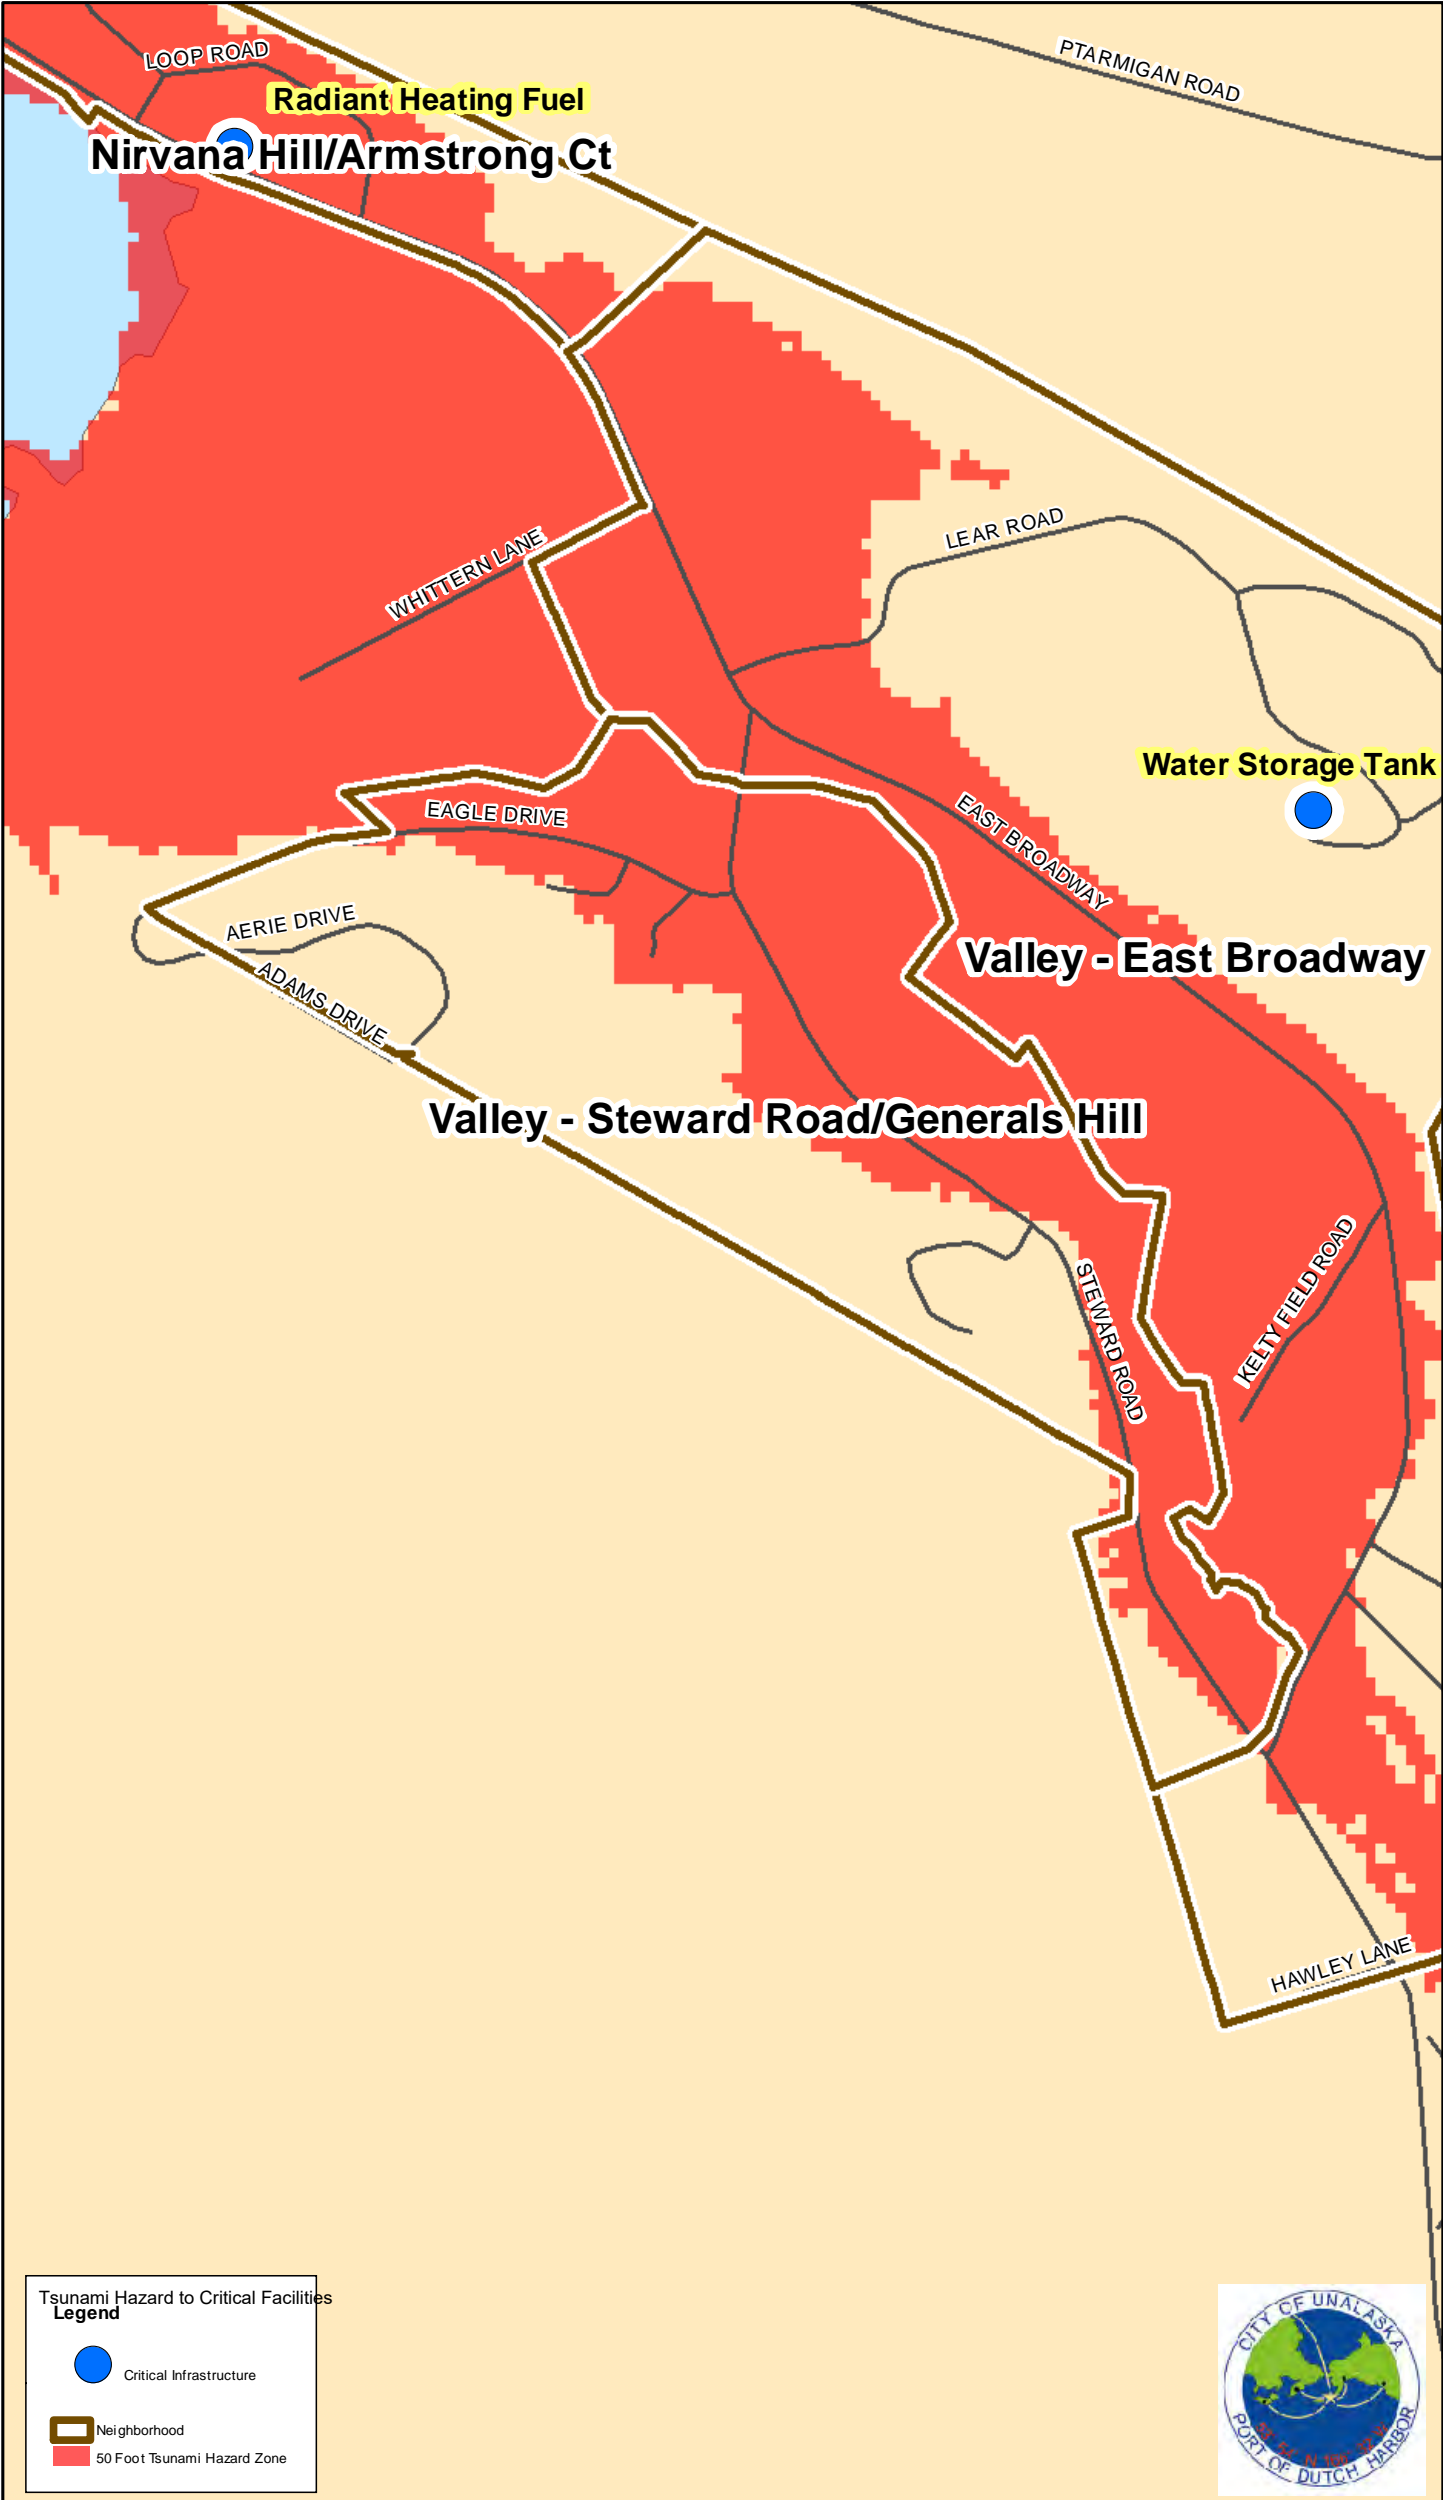 LOOP ROAD
PTARMIGAN ROAD
Radiant Heating Fuel
Nirvana Hill/Armstrong Ct
LEAR ROAD
WHITTERN LANE
Water Storage Tank
EAGLE DRIVE
EAST BROADWAY
AERIE DRIVE
Valley - East Broadway
ADAMS DRIVE
Valley - Steward Road/Generals Hill
STEWARD ROAD
KELTY FIELD ROAD
HAWLEY LANE
Tsunami Hazard to Critical Facilities
Legend
Critical Infrastructure
Neighborhood
50 Foot Tsunami Hazard Zone
CITY OF UNALASKA
PORT OF DUTCH HARBOR